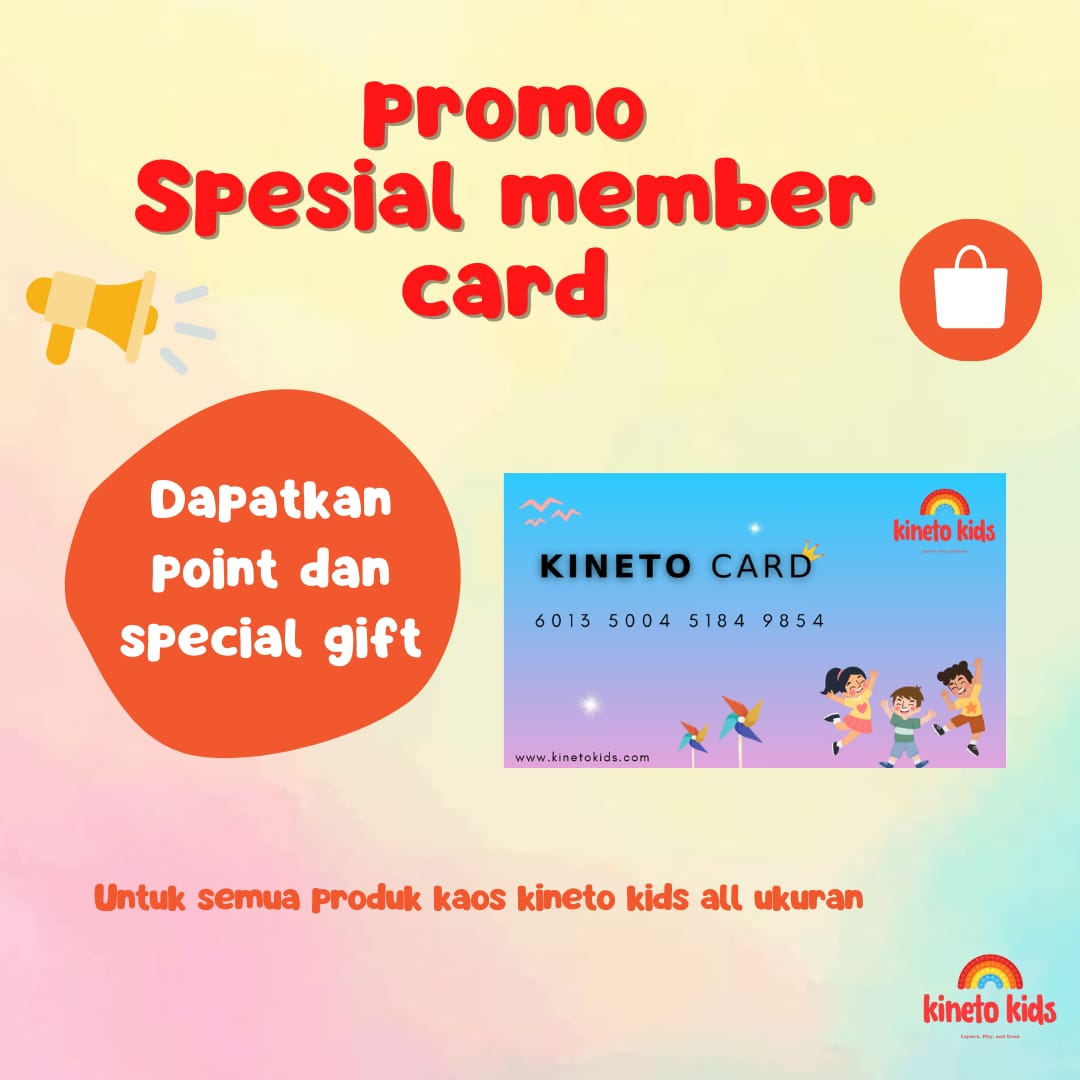 promo
Spesial member
card
Dapatkan
point dan
special gift
kineto kids
KINETO CARD
6013 5004 5184 9854
www.kinetokids.com
Untuk semua produk kaos kineto kids all ukuran
kineto kids
Explore, Play, and Grow